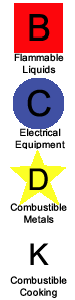 B
Flammable
Liquids
C
Electrical
Equipment
D
Combustible
Metals
K
Combustible
Cooking